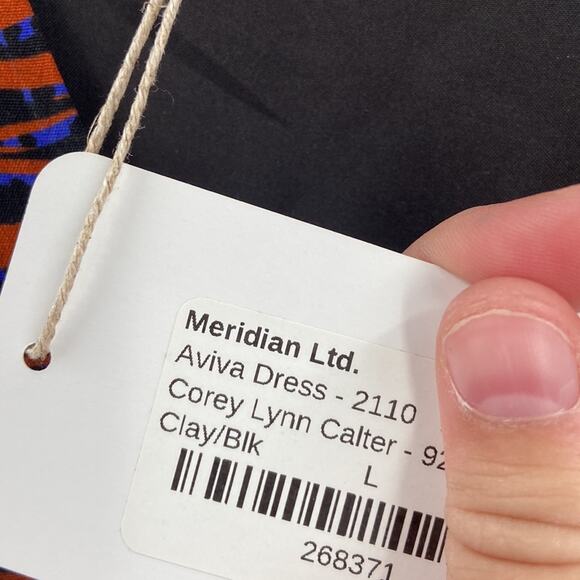 Meridian Ltd.
Aviva Dress - 2110
Corey Lynn Calter - 92
Clay/Blk L
268371